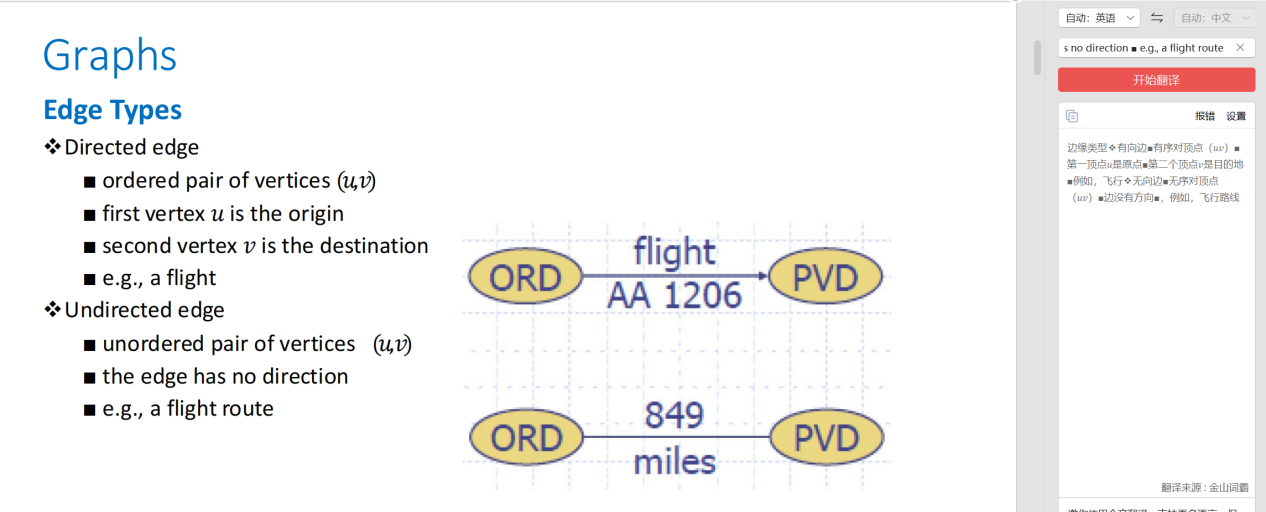 Graphs
Edge Types
❖Directed edge
■ ordered pair of vertices (u,v)
■ first vertex u is the origin
■ second vertex v is the destination
■ e.g., a flight
❖Undirected edge
■ unordered pair of vertices (u,v)
■ the edge has no direction
■ e.g., a flight route
flight
ORD PVD
AA 1206
849
ORD PVD
miles
自动: 英语
自动: 中文
s no direction ■ e.g., a flight route
开始翻译
报错 设置
边缘类型❖有向边■有序对顶点（uv）■
第一顶点u是原点■第二个顶点v是目的地
■例如，飞行❖无向边■无序对顶点
（uv）■边没有方向■，例如，飞行路线
翻译来源：金山词霸